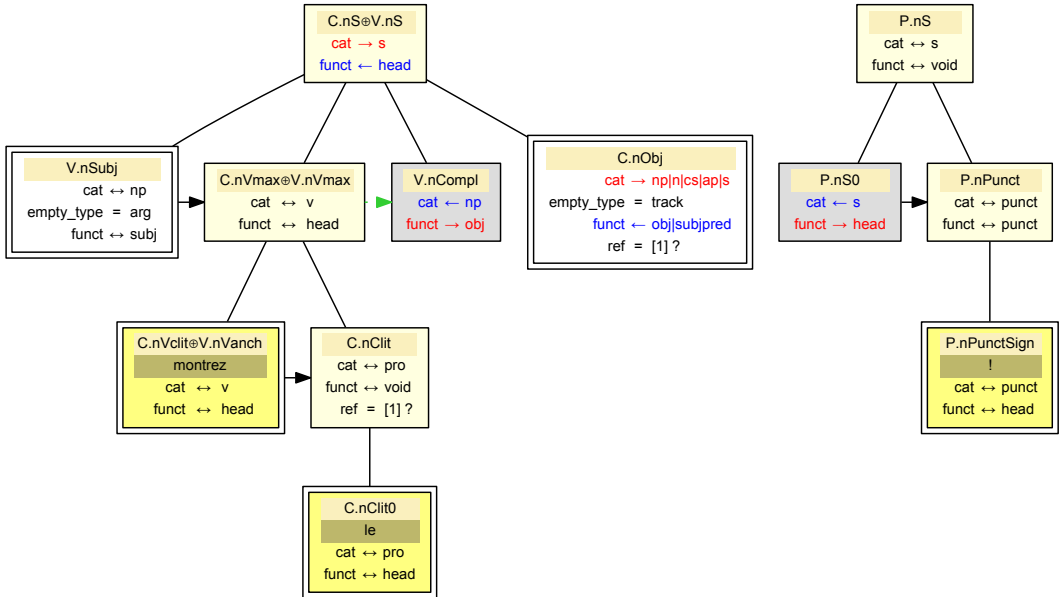 C.nS⊕V.nS
cat → s
funct ← head
P.nS
cat ↔ s
funct ↔ void
V.nSubj
cat ↔ np
empty_type = arg
funct ↔ subj
C.nVmax⊕V.nVmax
cat ↔ v
funct ↔ head
V.nCompl
cat ← np
funct → obj
C.nObj
cat → np|n|cs|ap|s
empty_type = track
funct ← obj|subjpred
ref = [1] ?
P.nS0
cat ← s
funct → head
P.nPunct
cat ↔ punct
funct ↔ punct
C.nVclit⊕V.nVanch
montrez
cat ↔ v
funct ↔ head
C.nClit
cat ↔ pro
funct ↔ void
ref = [1] ?
P.nPunctSign
!
cat ↔ punct
funct ↔ head
C.nClit0
le
cat ↔ pro
funct ↔ head